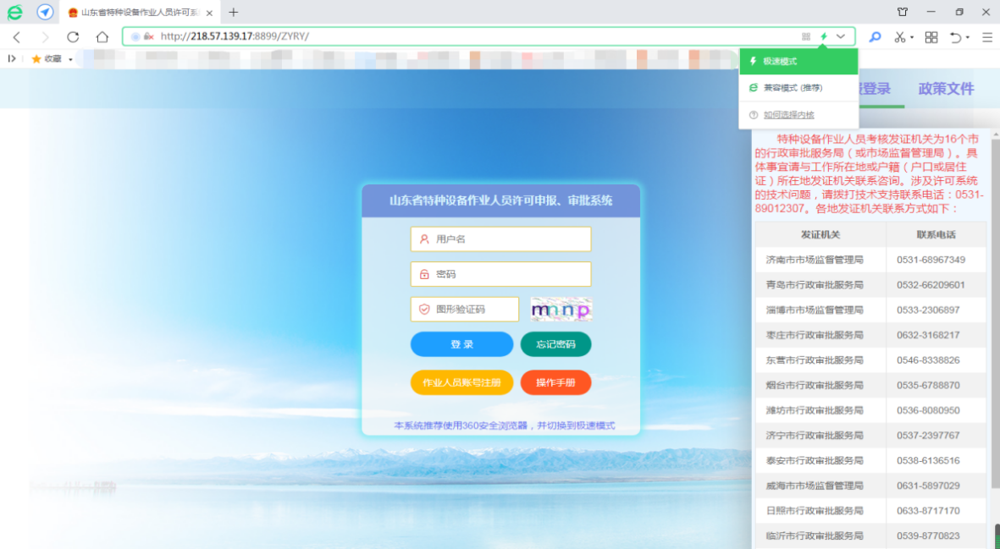 山东省特种设备作业人员许可
http://218.57.139.17:8899/ZYRY/
收藏
极速模式
兼容模式 (推荐)
如何选择内核
登录
政策文件
特种设备作业人员考核发证机关为16个市
的行政审批服务局（或市场监督管理局）。具
体事宜请与工作所在地或户籍（户口或居住
证）所在地发证机关联系咨询。涉及许可系统
的技术问题，请拨打技术支持联系电话：0531-
89012307。各地发证机关联系方式如下：
山东省特种设备作业人员许可申报、审批系统
用户名
密码
图形验证码
mnnp
登 录
忘记密码
作业人员账号注册
操作手册
本系统推荐使用360安全浏览器，并切换到极速模式
发证机关 联系电话
济南市市场监督管理局 0531-68967349
青岛市行政审批服务局 0532-66209601
淄博市市场监督管理局 0533-2306897
枣庄市行政审批服务局 0632-3168217
东营市行政审批服务局 0546-8338826
烟台市行政审批服务局 0535-6788870
潍坊市行政审批服务局 0536-8080950
济宁市行政审批服务局 0537-2397767
泰安市行政审批服务局 0538-6136516
威海市市场监督管理局 0631-5897029
日照市行政审批服务局 0633-8717170
临沂市行政审批服务局 0539-8770823